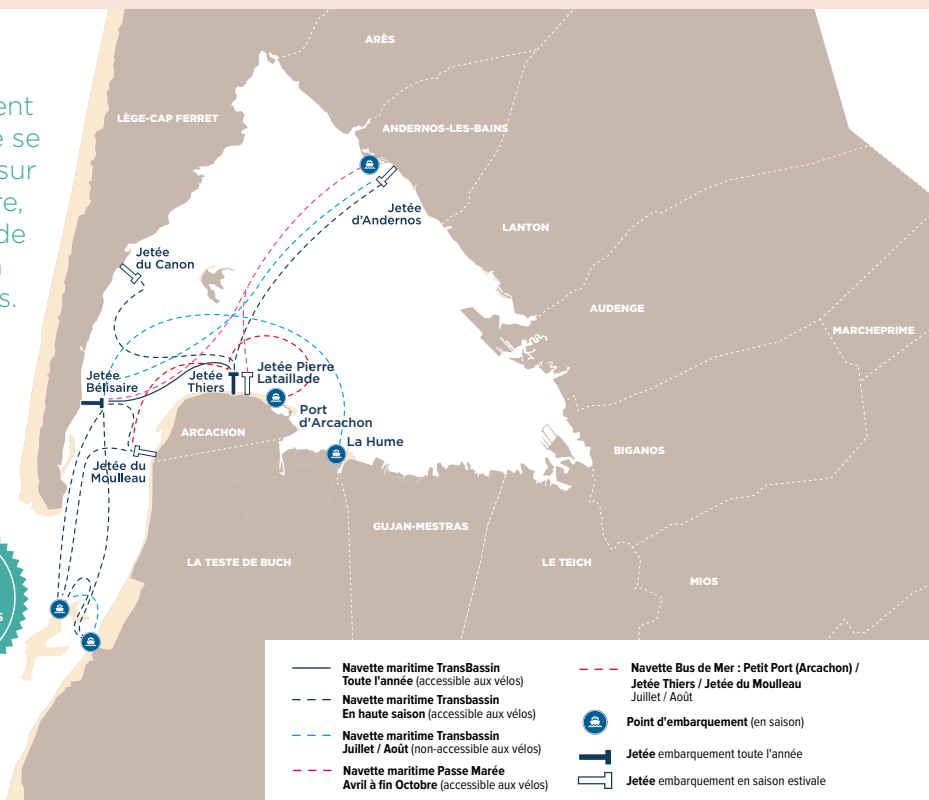 ARÈS
LÈGE-CAP FERRET
ANDERNOS-LES-BAINS
Jetée
d'Andernos
LANTON
Jetée
du Canon
AUDENGE
MARCHEPRIME
Jetée
Bélisaire
Jetée
Thiers
Jetée Pierre
Lataillade
Port
d'Arcachon
ARCACHON
La Hume
Jetée du
Moulleau
BIGANOS
GUJAN-MESTRAS
LA TESTE DE BUCH
LE TEICH
MIOS
ent
e se
sur
re,
de
s.
s
Navette maritime TransBassin
Toute l'année (accessible aux vélos)
Navette maritime Transbassin
En haute saison (accessible aux vélos)
Navette maritime Transbassin
Juillet / Août (non-accessible aux vélos)
Navette maritime Passe Marée
Avril à fin Octobre (accessible aux vélos)
Navette Bus de Mer : Petit Port (Arcachon) /
Jetée Thiers / Jetée du Moulleau
Juillet / Août
Point d'embarquement (en saison)
Jetée embarquement toute l'année
Jetée embarquement en saison estivale